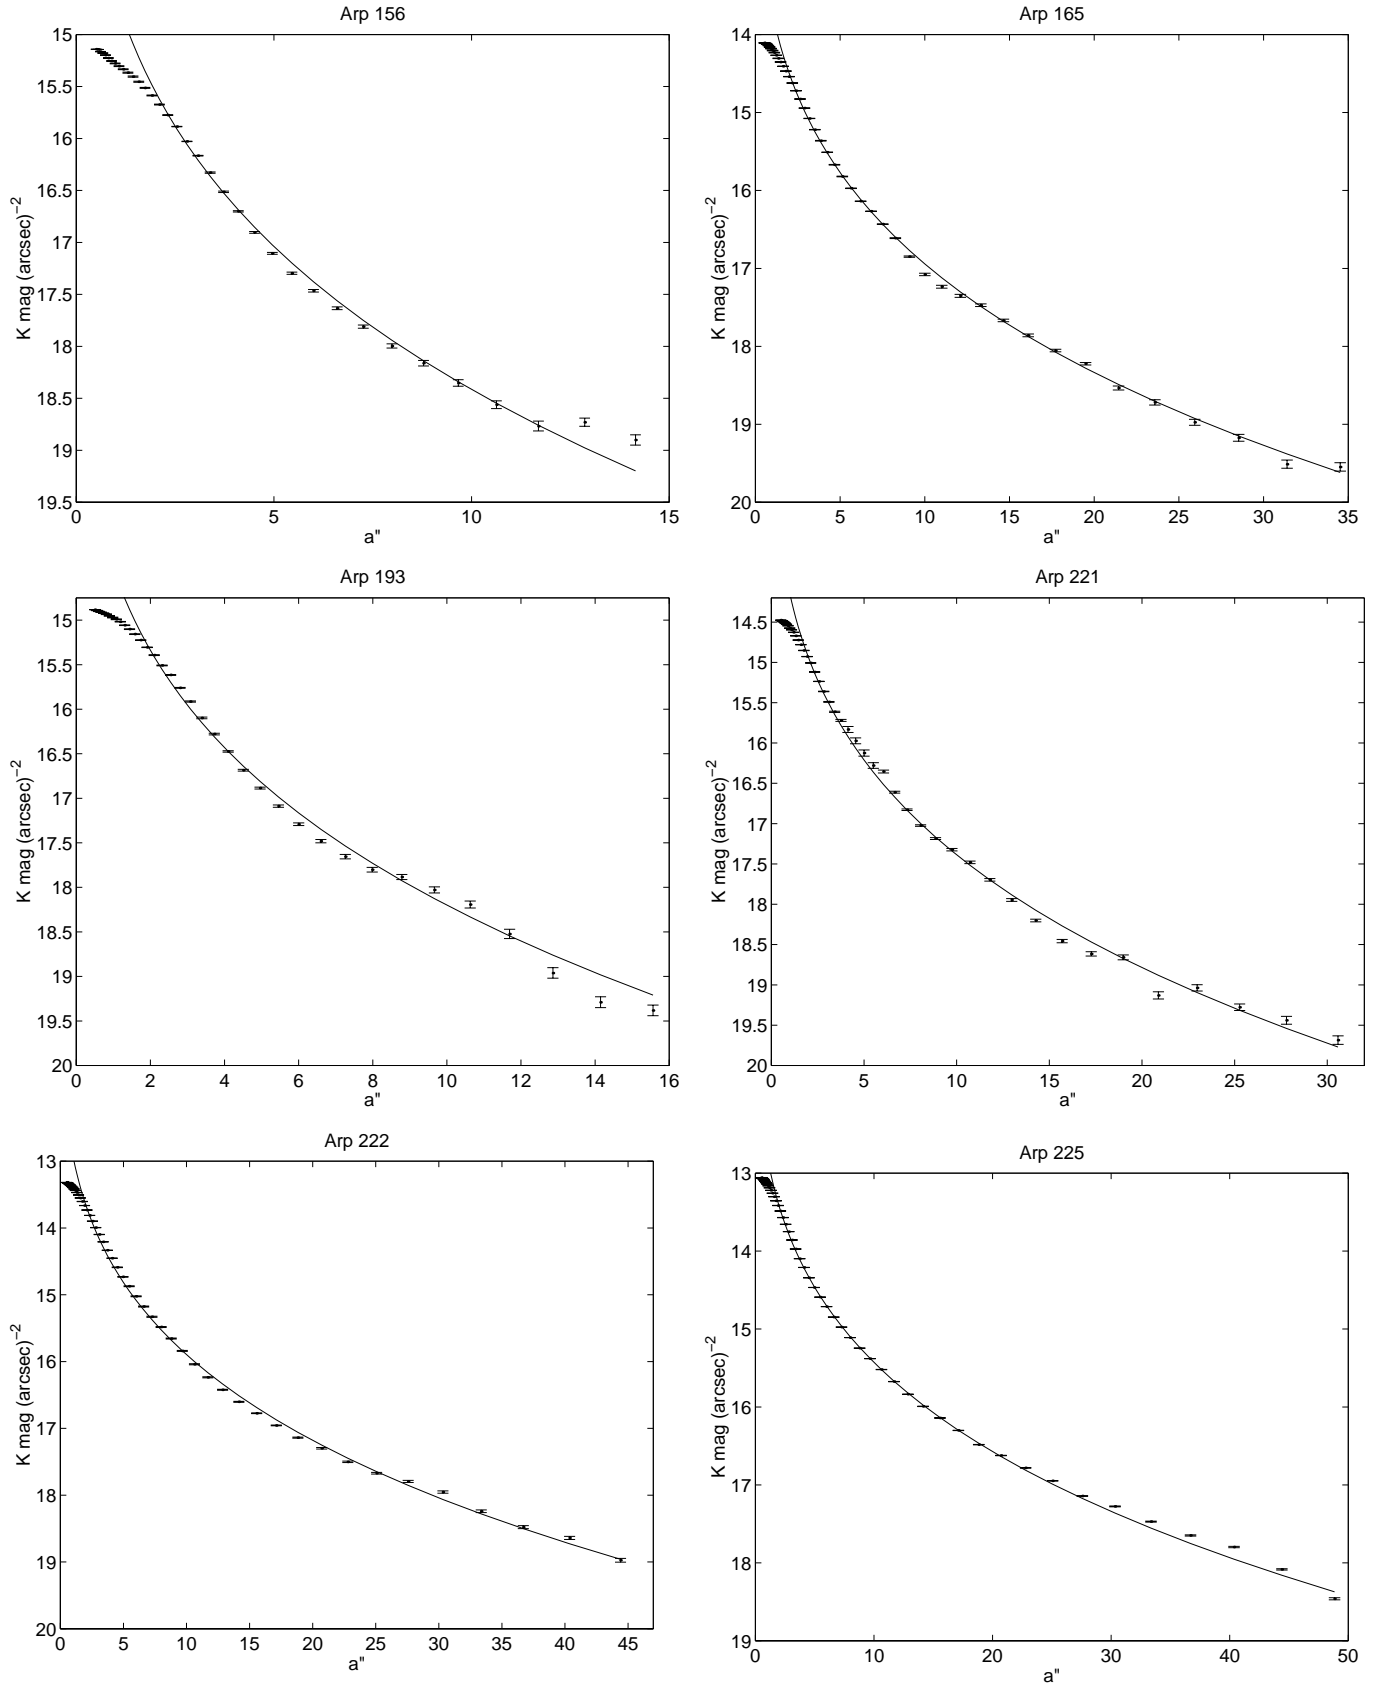 Arp 156
15
15.5
16
16.5
17
17.5
18
18.5
19
19.5
K mag (arcsec)−2
0 5 10 15
a"
Arp 165
14
15
16
17
18
19
20
K mag (arcsec)−2
0 5 10 15 20 25 30 35
a"
Arp 193
15
15.5
16
16.5
17
17.5
18
18.5
19
19.5
20
K mag (arcsec)−2
0 2 4 6 8 10 12 14 16
a"
Arp 221
14.5
15
15.5
16
16.5
17
17.5
18
18.5
19
19.5
20
K mag (arcsec)−2
0 5 10 15 20 25 30
a"
Arp 222
13
14
15
16
17
18
19
20
K mag (arcsec)−2
0 5 10 15 20 25 30 35 40 45
a"
Arp 225
13
14
15
16
17
18
19
K mag (arcsec)−2
0 10 20 30 40 50
a"